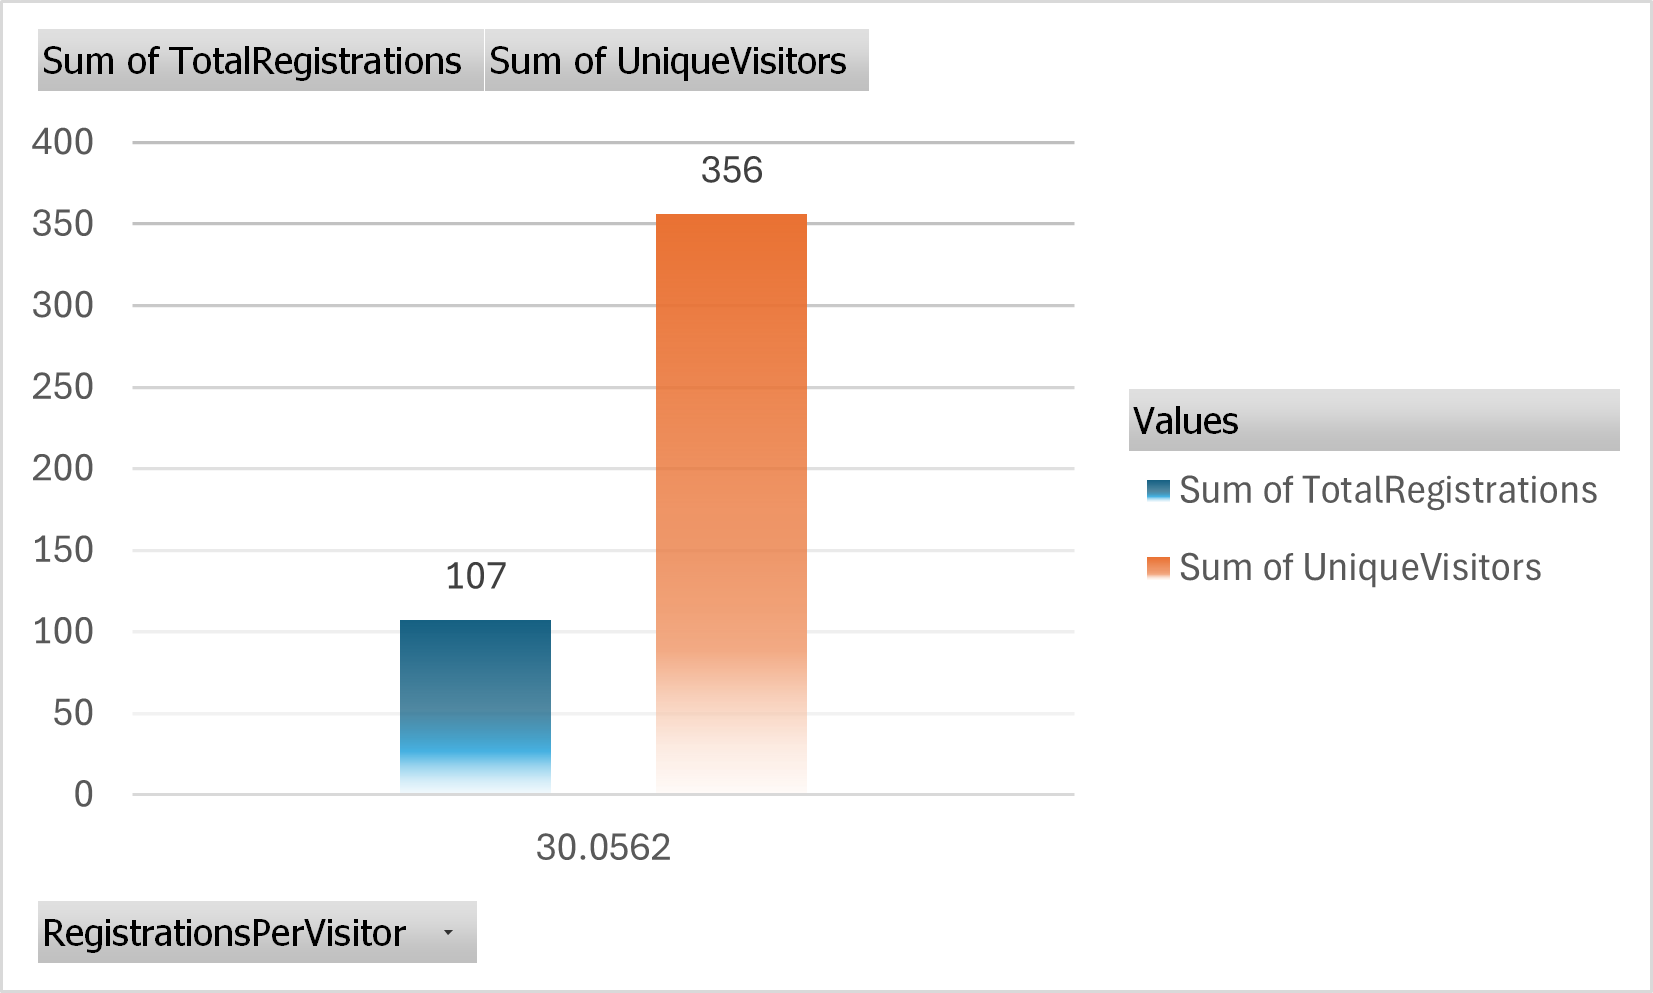 Sum of TotalRegistrations Sum of UniqueVisitors
400
350
300
250
200
150
100
50
0
356
107
30.0562
Values
Sum of TotalRegistrations
Sum of UniqueVisitors
RegistrationsPerVisitor